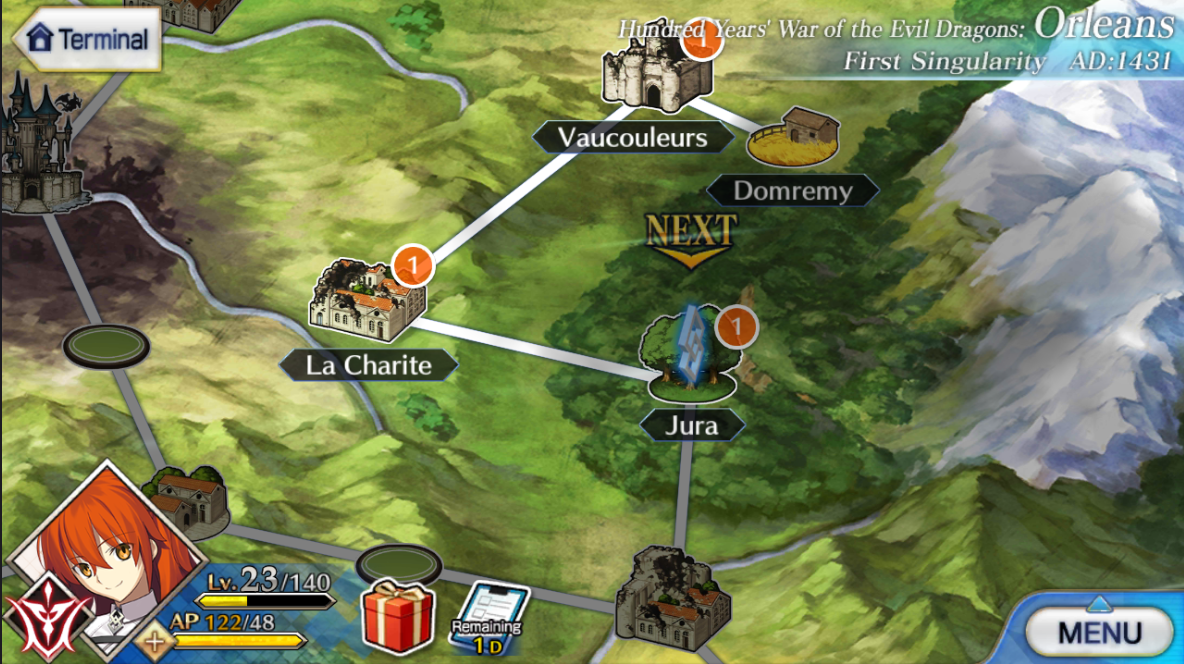 Terminal
Hundred Years' War of the Evil Dragons: Orleans
First Singularity AD:1431
1
Vaucouleurs
Domremy
NEXT
1
1
La Charite
Jura
Lv. 23/140
AP 122/48
Remaining
1D
MENU